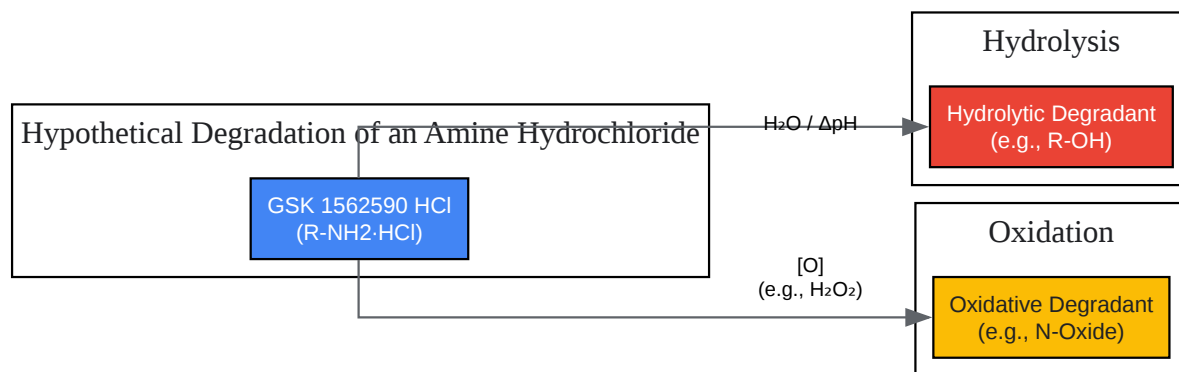 Hydrolysis
Hypothetical Degradation of an Amine Hydrochloride
H₂O / ΔpH
Hydrolytic Degradant
(e.g., R-OH)
GSK 1562590 HCl
(R-NH2·HCl)
Oxidation
[O]
(e.g., H₂O₂)
Oxidative Degradant
(e.g., N-Oxide)